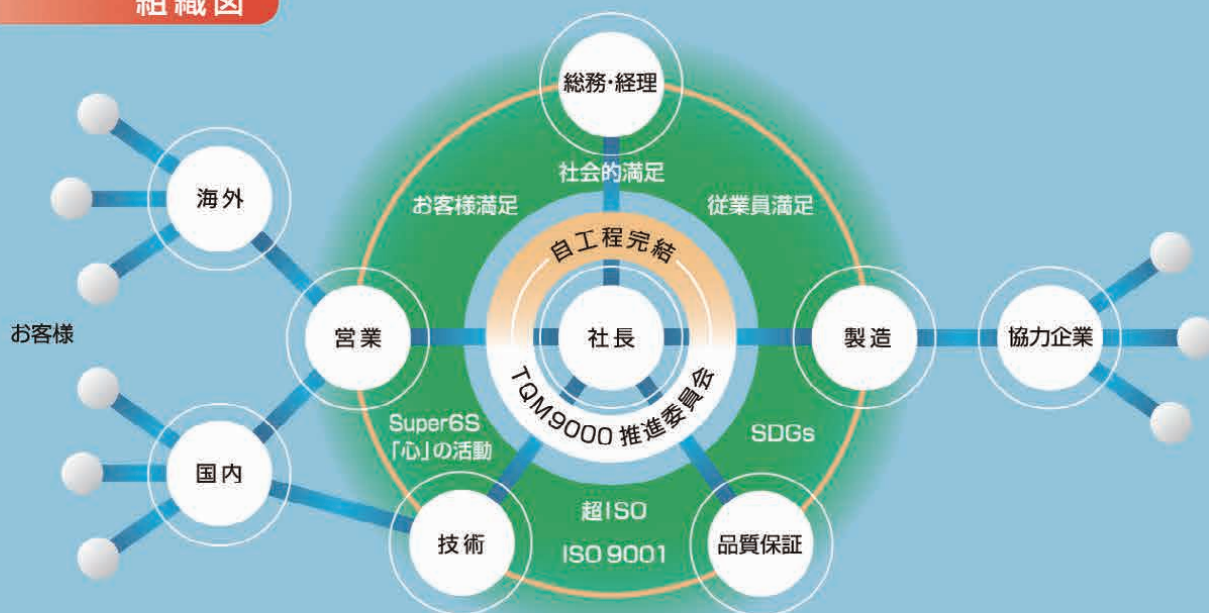 組織図
総務・経理
社会的満足
お客様満足
従業員満足
海外
自工程完結
お客様
営業
社長
製造
協力企業
TQM9000 推進委員会
Super6S
「心」の活動
SDGs
国内
超ISO
技術
品質保証
ISO 9001